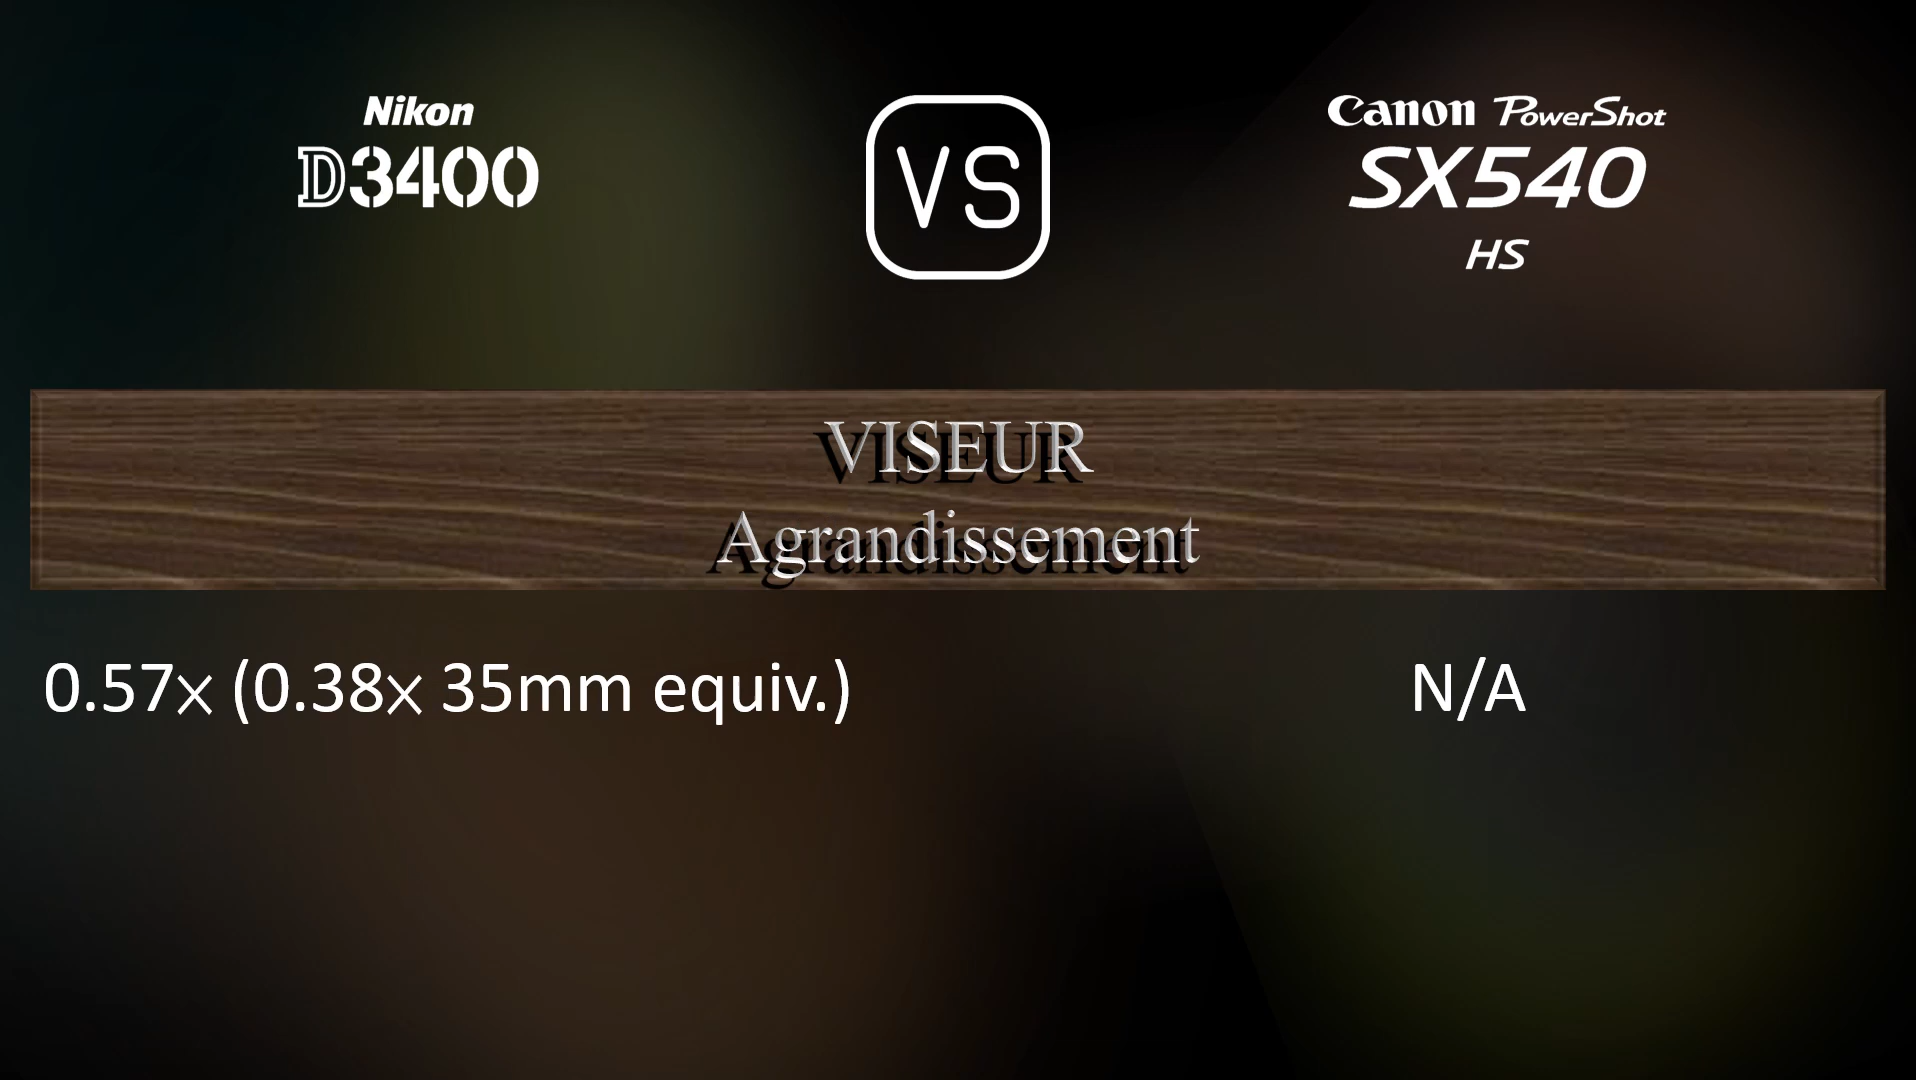 Nikon
D3400
VS
Canon PowerShot
SX540
HS
VISEUR
Agrandissement
0.57x (0.38x 35mm equiv.)
N/A